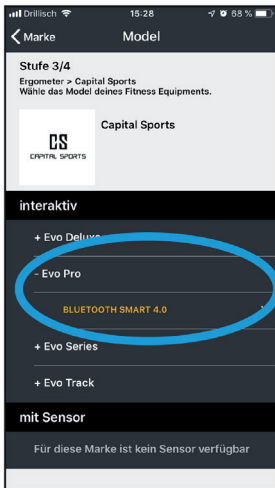 Drillisch 15:28 68 %
Marke Model
Stufe 3/4
Ergometer > Capital Sports
Wähle das Model deines Fitness Equipments.
CS
CAPITAL SPORTS
Capital Sports
interaktiv
+ Evo Deluxe
- Evo Pro
BLUETOOTH SMART 4.0
+ Evo Series
+ Evo Track
mit Sensor
Für diese Marke ist kein Sensor verfügbar